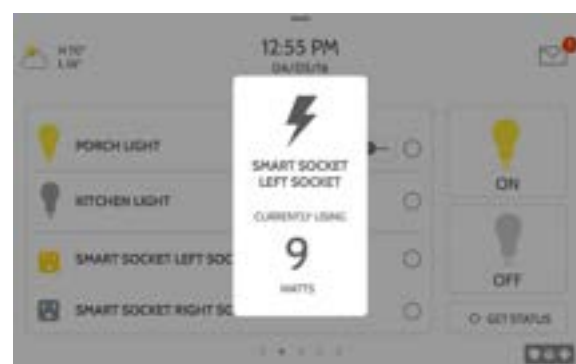 12:55 PM
PORCH LIGHT
SMART SOCKET
LEFT SOCKET
KITCHEN LIGHT
ON
CURRENTLY USING
9
WATTS
SMART SOCKET LEFT SOC
OFF
SMART SOCKET RIGHT SC
GET STATUS